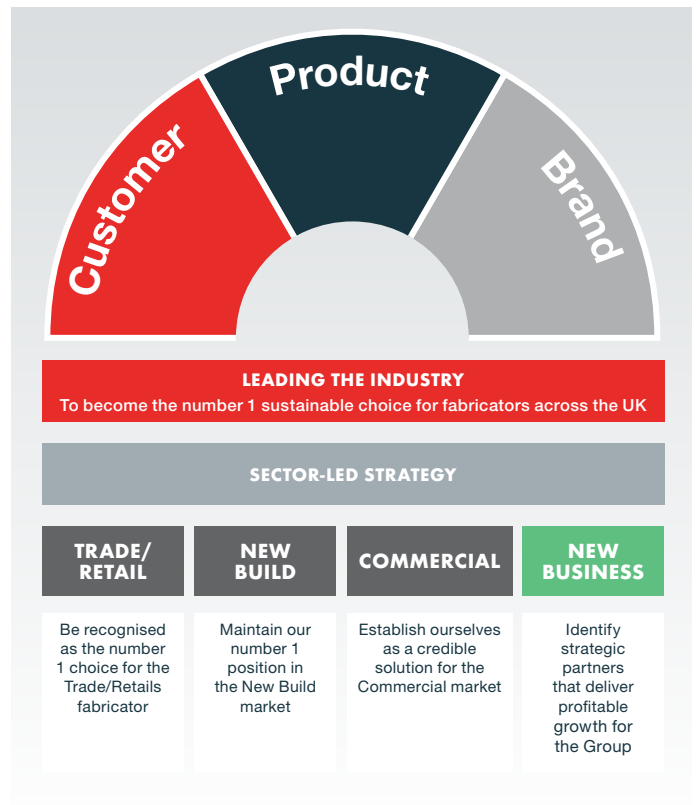 Customer
Product
Brand
LEADING THE INDUSTRY
To become the number 1 sustainable choice for fabricators across the UK
SECTOR-LED STRATEGY
TRADE/
RETAIL
Be recognised
as the number
1 choice for the
Trade/Retails
fabricator
NEW
BUILD
Maintain our
number 1
position in
the New Build
market
COMMERCIAL
Establish ourselves
as a credible
solution for the
Commercial market
NEW
BUSINESS
Identify
strategic
partners
that deliver
profitable
growth for
the Group